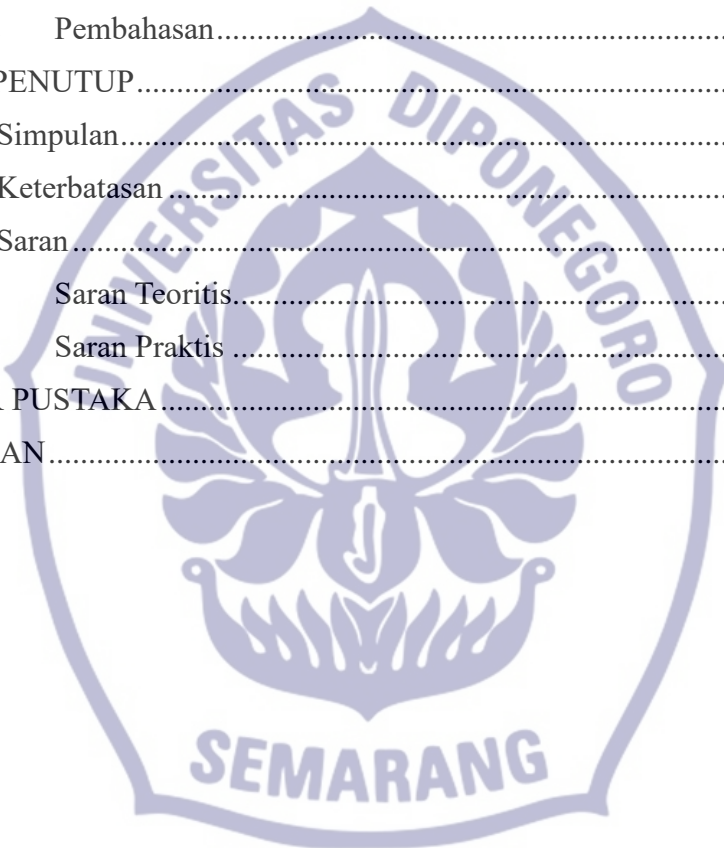 Pembahasan........................................................................
PENUTUP........................................................................
Simpulan........................................................................
Keterbatasan........................................................................
Saran........................................................................
Saran Teoritis........................................................................
Saran Praktis ........................................................................
R PUSTAKA........................................................................
AN........................................................................
UNIVERSITAS DIPONEGORO
SEMARANG